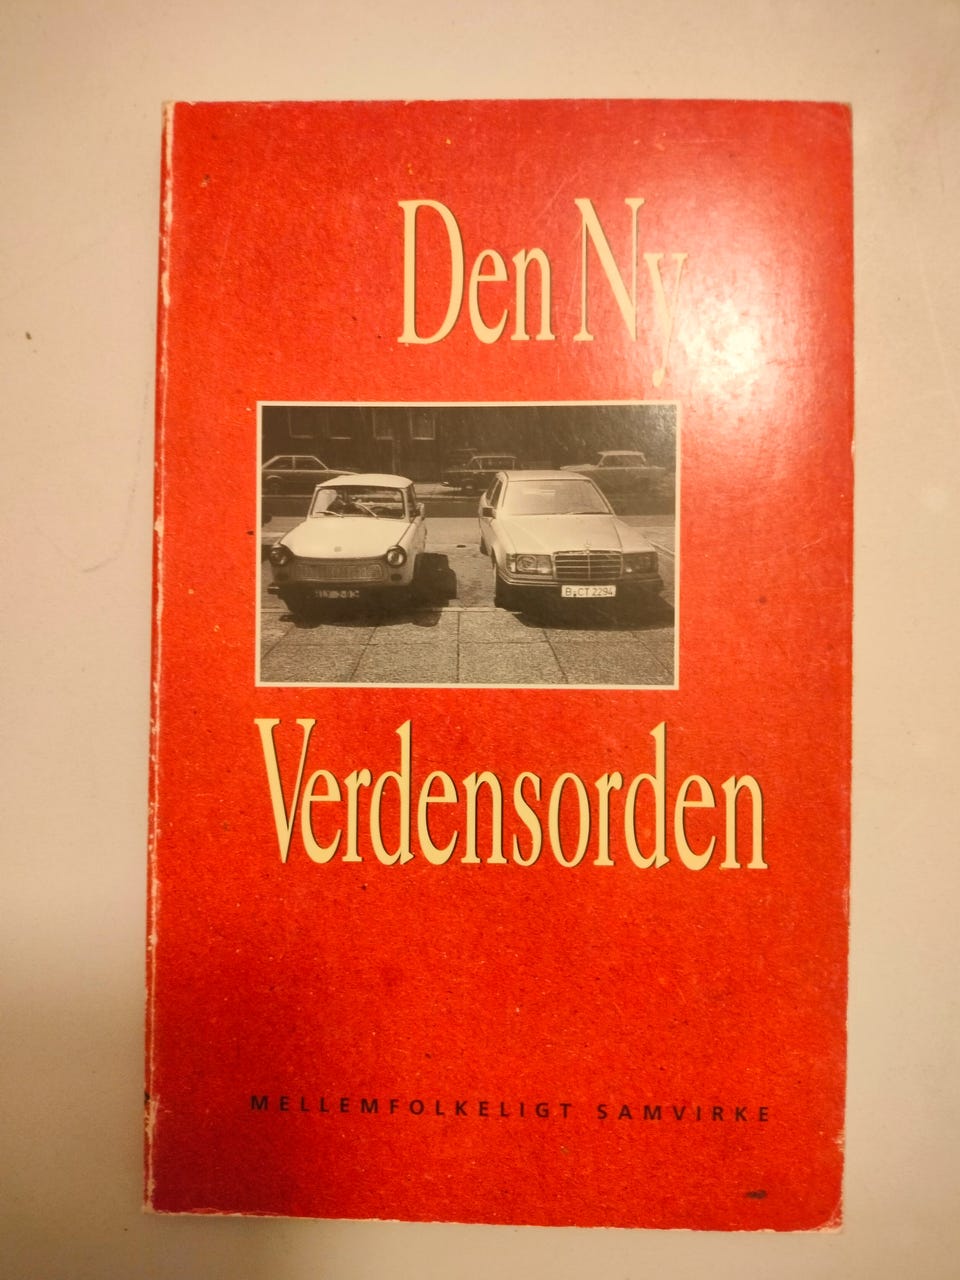 Den Ny
B·CT 2294
Verdensorden
MELLEMFOLKELIGT SAMVIRKE